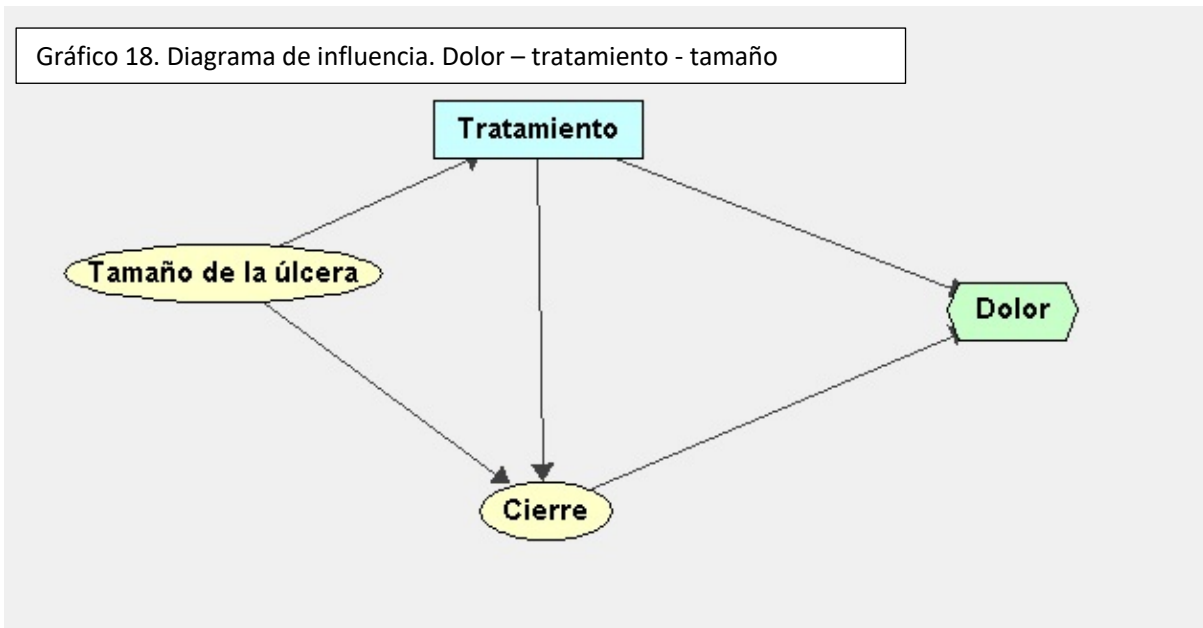 Gráfico 18. Diagrama de influencia. Dolor – tratamiento - tamaño
Tratamiento
Tamaño de la úlcera
Dolor
Cierre